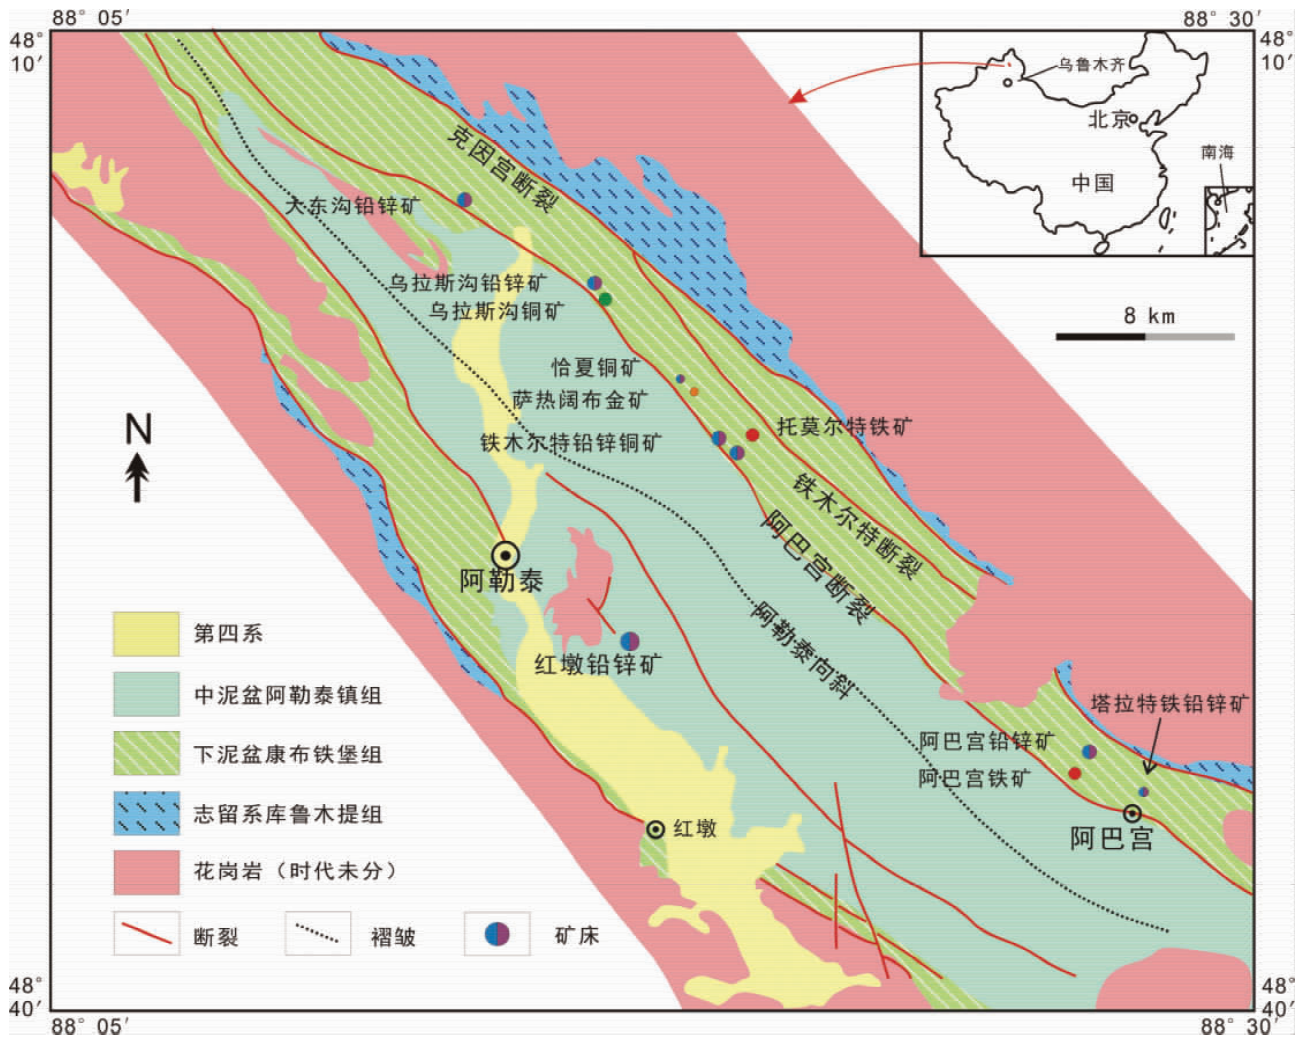 88° 05′
88° 30′
48°
10′
48°
10′
乌鲁木齐
北京
中国
南海
克因宫断裂
大东沟铅锌矿
乌拉斯沟铅锌矿
乌拉斯沟铜矿
8 km
恰夏铜矿
萨热阔布金矿
托莫尔特铁矿
铁木尔特铅锌铜矿
N
铁木尔特断裂
阿巴宫断裂
阿勒泰
阿勒泰向斜
红墩铅锌矿
塔拉特铁铅锌矿
阿巴宫铅锌矿
阿巴宫铁矿
阿巴宫
红墩
第四系
中泥盆阿勒泰镇组
下泥盆康布铁堡组
志留系库鲁木提组
花岗岩（时代未分）
断裂
褶皱
矿床
48°
40′
48°
40′
88° 05′
88° 30′